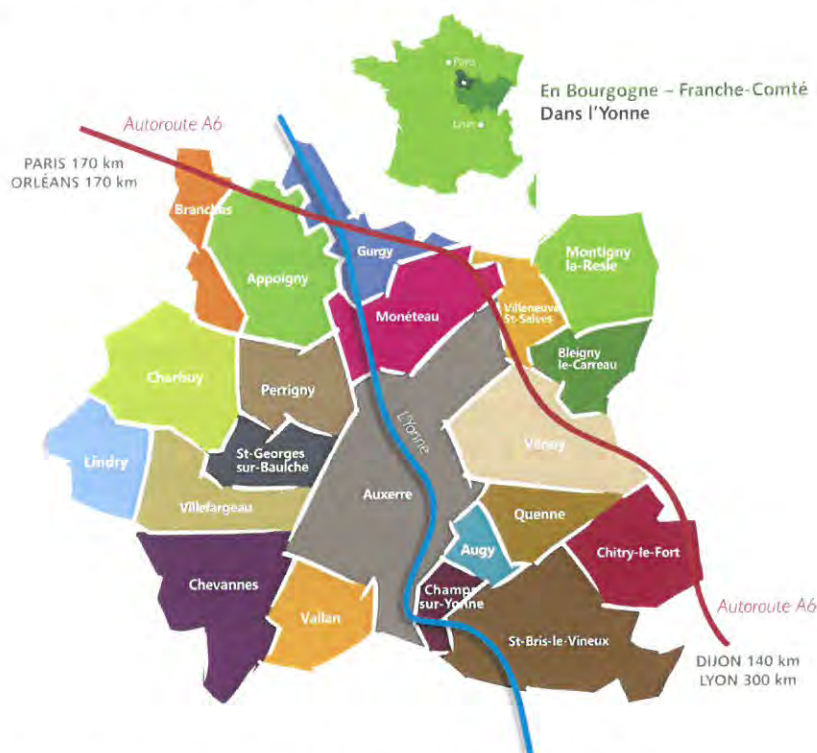 Paris
Lyon
En Bourgogne – Franche-Comté
Dans l'Yonne
Autoroute A6
PARIS 170 km
ORLÉANS 170 km
Branches
Gurgy
Montigny
la-Resle
Appoigny
Monéteau
Villeneuve
St-Salves
Bleigny
le-Carreau
Charbuy
Perrigny
L'Yonne
Venoy
Lindry
St-Georges
sur-Baulche
Auxerre
Villefargeau
Quenne
Augy
Chitry-le-Fort
Chevannes
Champs
sur-Yonne
Vallan
Autoroute A6
St-Bris-le-Vineux
DIJON 140 km
LYON 300 km